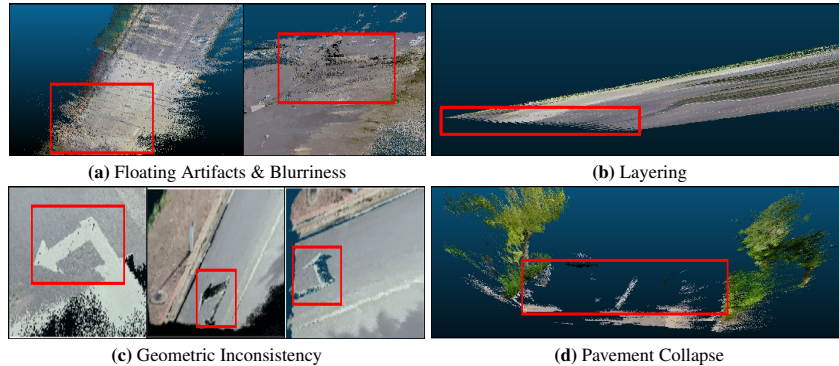 (a) Floating Artifacts & Blurriness
(b) Layering
(c) Geometric Inconsistency
(d) Pavement Collapse